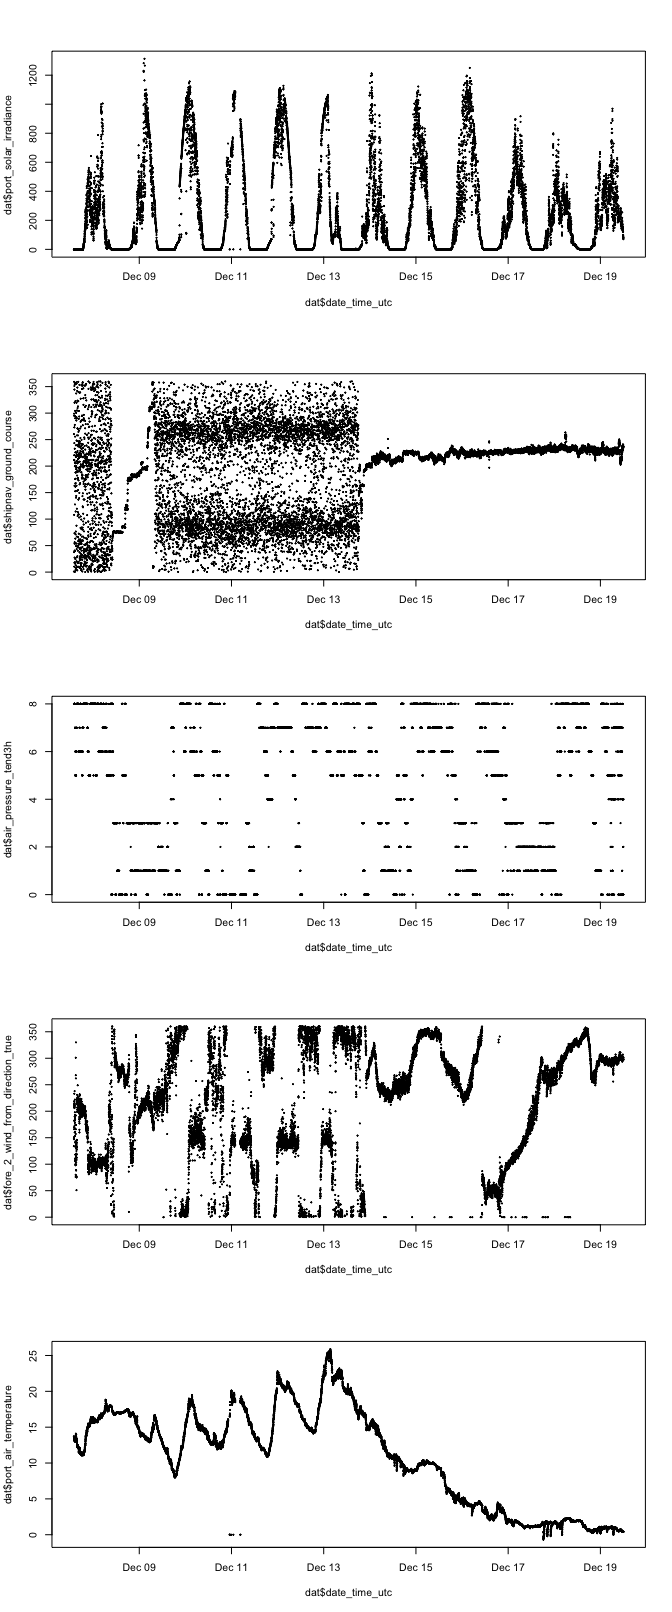 dat$port_solar_irradiance
0 200 400 600 800 1200
Dec 09 Dec 11 Dec 13 Dec 15 Dec 17 Dec 19
dat$date_time_utc
dat$shipnav_ground_course
0 50 100 150 200 250 300 350
Dec 09 Dec 11 Dec 13 Dec 15 Dec 17 Dec 19
dat$date_time_utc
dat$air_pressure_tend3h
0 2 4 6 8
Dec 09 Dec 11 Dec 13 Dec 15 Dec 17 Dec 19
dat$date_time_utc
dat$fore_2_wind_from_direction_true
0 50 100 150 200 250 300 350
Dec 09 Dec 11 Dec 13 Dec 15 Dec 17 Dec 19
dat$date_time_utc
dat$port_air_temperature
0 5 10 15 20 25
Dec 09 Dec 11 Dec 13 Dec 15 Dec 17 Dec 19
dat$date_time_utc